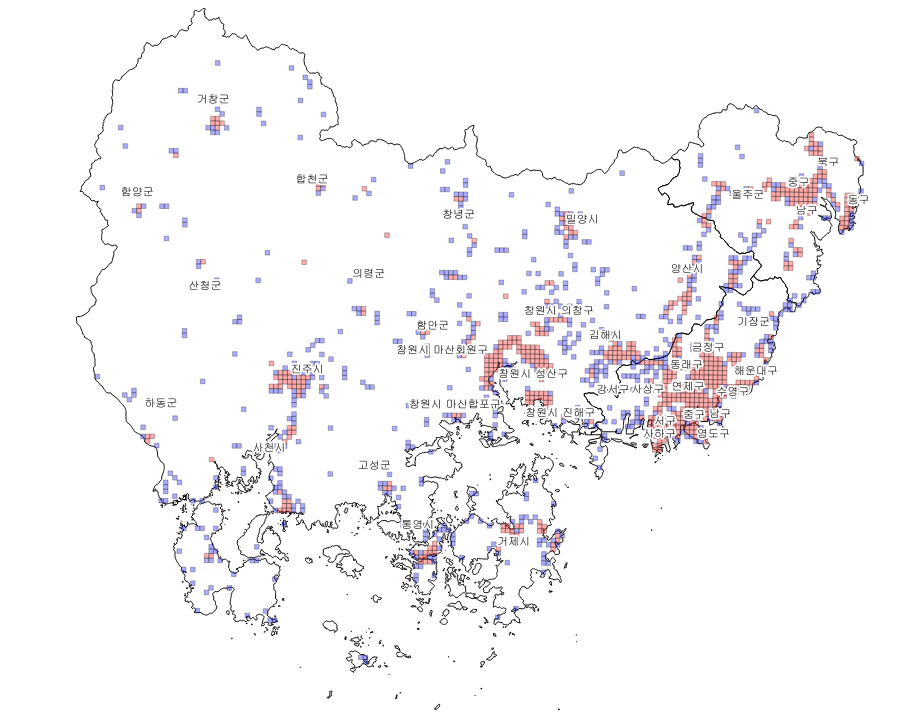 거창군
북구
함양군
합천군
울주군
중구
동구
남구
창녕군
밀양시
산청군
의령군
양산시
창원시 의창구
기장군
함안군
김해시
창원시 마산회원구
금정구
진주시
창원시 성산구
동래구
해운대구
강서구
사상구
연제구
수영구
하동군
창원시 마산합포구
창원시 진해구
중구
남구
서구
사하구
영도구
사천시
고성군
통영시
거제시